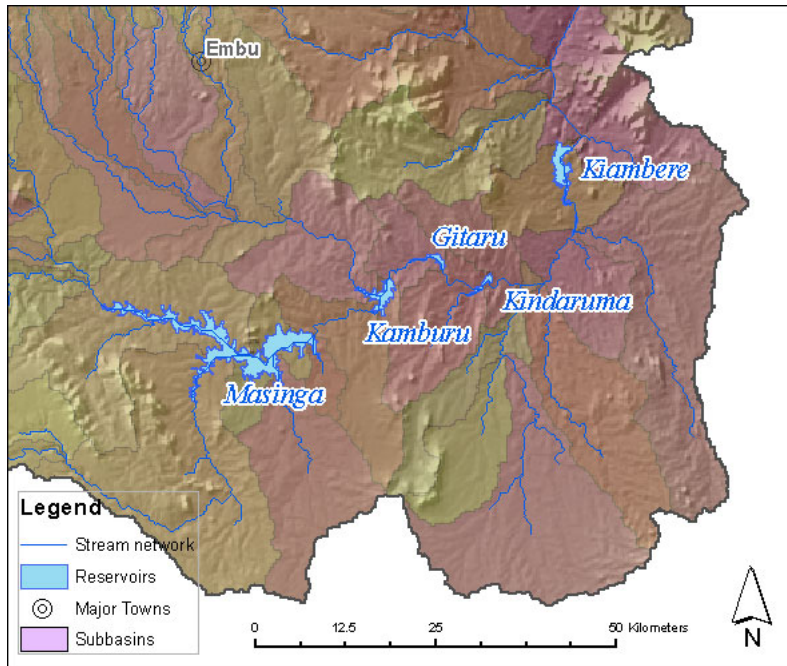 Embu
Kiambere
Gitaru
Kindaruma
Kamburu
Masinga
Legend
Stream network
Reservoirs
Major Towns
Subbasins
0 12.5 25 50 Kilometers
N